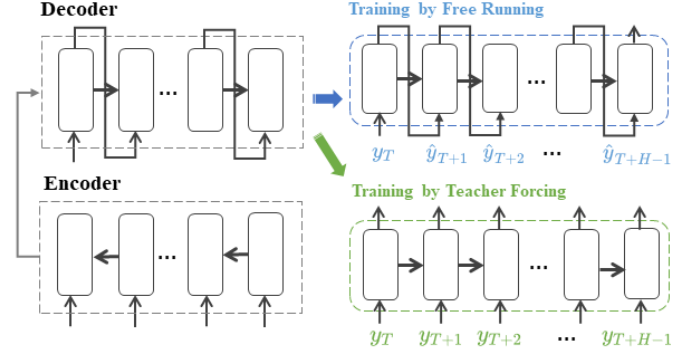 Decoder
...
Encoder
...
Training by Free Running
...
y_T ŷ_{T+1} ŷ_{T+2} ... ŷ_{T+H-1}
Training by Teacher Forcing
...
y_T y_{T+1} y_{T+2} ... y_{T+H-1}